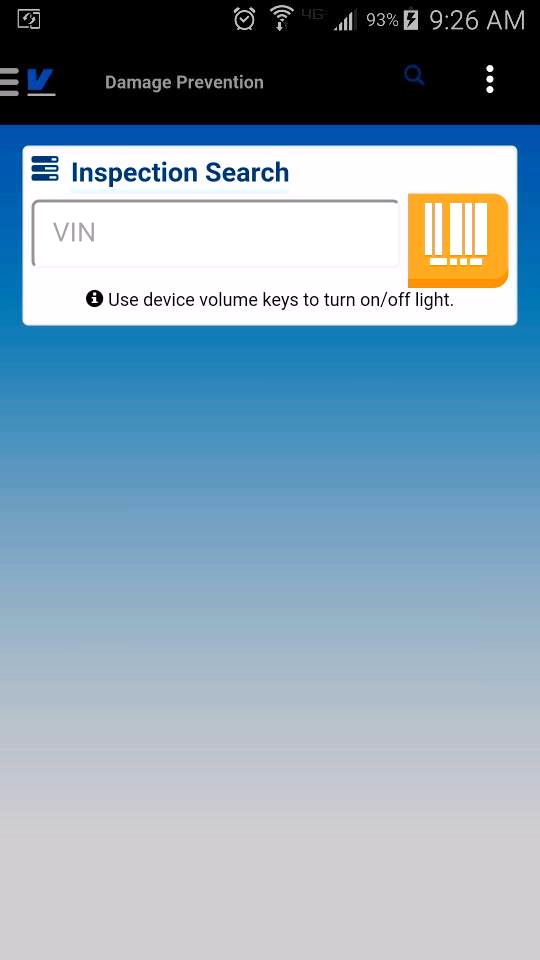 4G 93% 9:26 AM
Damage Prevention
Inspection Search
VIN
Use device volume keys to turn on/off light.